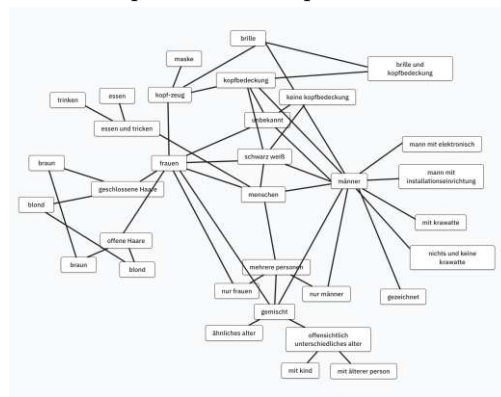 brille
maske
brille und
kopfbedeckung
kopfbedeckung
kopf-zeug
essen
trinken
keine kopfbedeckung
unbekannt
essen und tricken
mann mit elektronisch
schwarz weiß
braun
frauen
männer
mann mit
installationseinrichtung
geschlossene Haare
menschen
blond
mit krawatte
offene Haare
nichts und keine
krawatte
braun
blond
mehrere personen
nur frauen
nur männer
gezeichnet
gemischt
ähnliches alter
offensichtlich
unterschiedliches alter
mit kind
mit älterer person